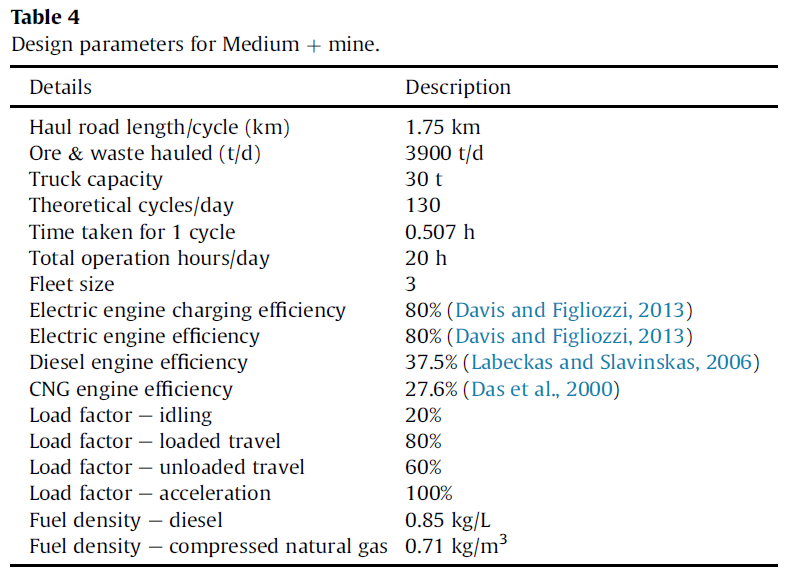 Table 4
Design parameters for Medium + mine.
Details Description
Haul road length/cycle (km) 1.75 km
Ore & waste hauled (t/d) 3900 t/d
Truck capacity 30 t
Theoretical cycles/day 130
Time taken for 1 cycle 0.507 h
Total operation hours/day 20 h
Fleet size 3
Electric engine charging efficiency 80% (Davis and Figliozzi, 2013)
Electric engine efficiency 80% (Davis and Figliozzi, 2013)
Diesel engine efficiency 37.5% (Labeckas and Slavinskas, 2006)
CNG engine efficiency 27.6% (Das et al., 2000)
Load factor – idling 20%
Load factor – loaded travel 80%
Load factor – unloaded travel 60%
Load factor – acceleration 100%
Fuel density – diesel 0.85 kg/L
Fuel density – compressed natural gas 0.71 kg/m³